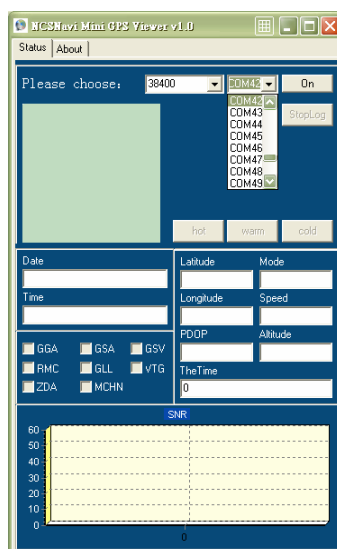 NCSNavi Mini GPS Viewer v1.0
Status About
Please choose: 38400 COM42 On
COM42
COM43
COM44
COM45
COM46
COM47
COM48
COM49
StopLog
hot warm cold
Date
Time
Latitude Mode
Longitude Speed
PDOP Altitude
TheTime
0
GGA GSA GSV
RMC GLL VTG
ZDA MCHN
SNR
60
50
40
30
20
10
0
0